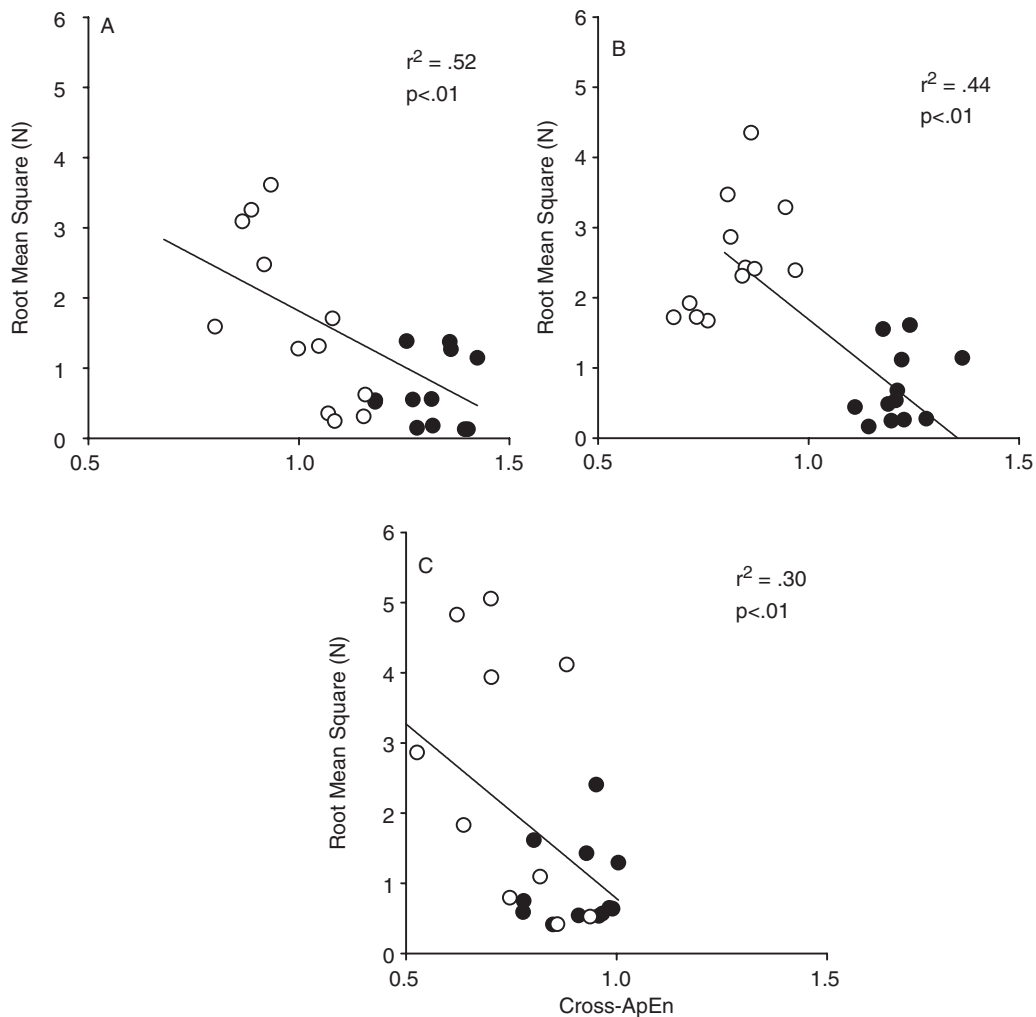 A
r² = .52
p<.01
Root Mean Square (N)
6
5
4
3
2
1
0
0.5
1.0
1.5
B
r² = .44
p<.01
Root Mean Square (N)
6
5
4
3
2
1
0
0.5
1.0
1.5
C
r² = .30
p<.01
Root Mean Square (N)
6
5
4
3
2
1
0
0.5
1.0
1.5
Cross-ApEn